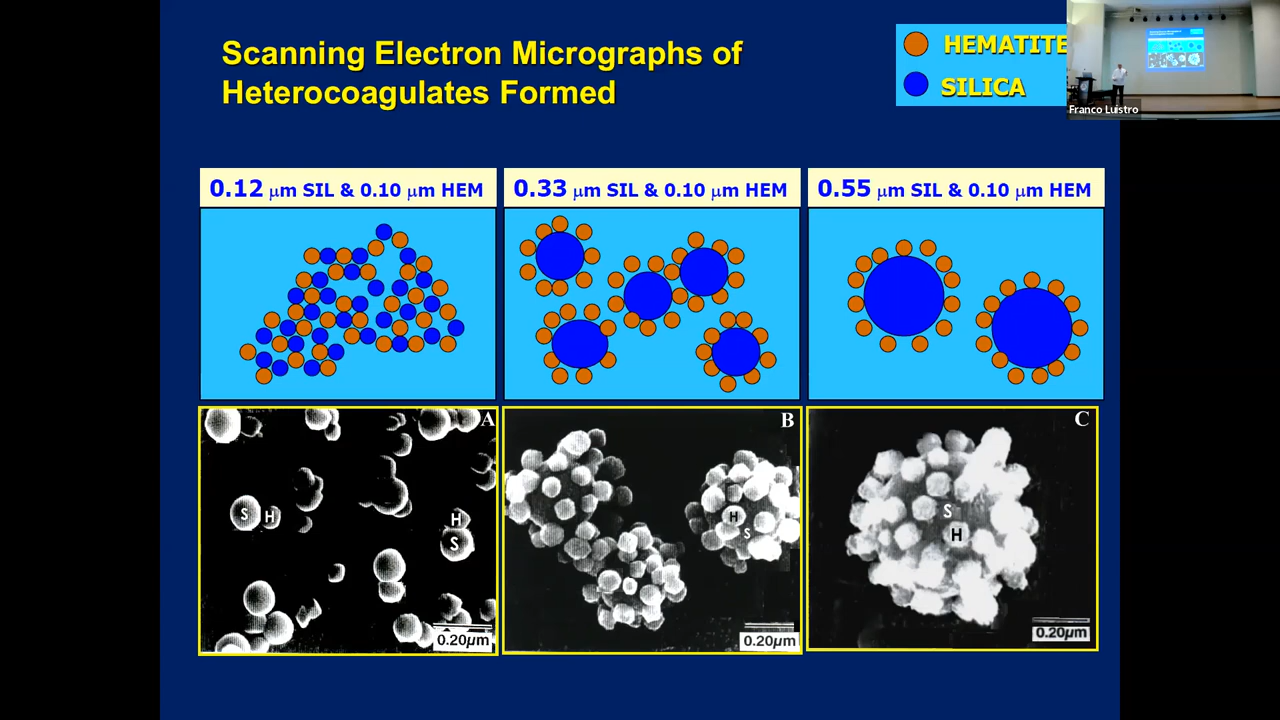 Scanning Electron Micrographs of
Heterocoagulates Formed
HEMATITE
SILICA
Franco Luistro
0.12 µm SIL & 0.10 µm HEM
0.33 µm SIL & 0.10 µm HEM
0.55 µm SIL & 0.10 µm HEM
A
S H
H
S
0.20µm
B
H
S
0.20µm
C
S
H
0.20µm